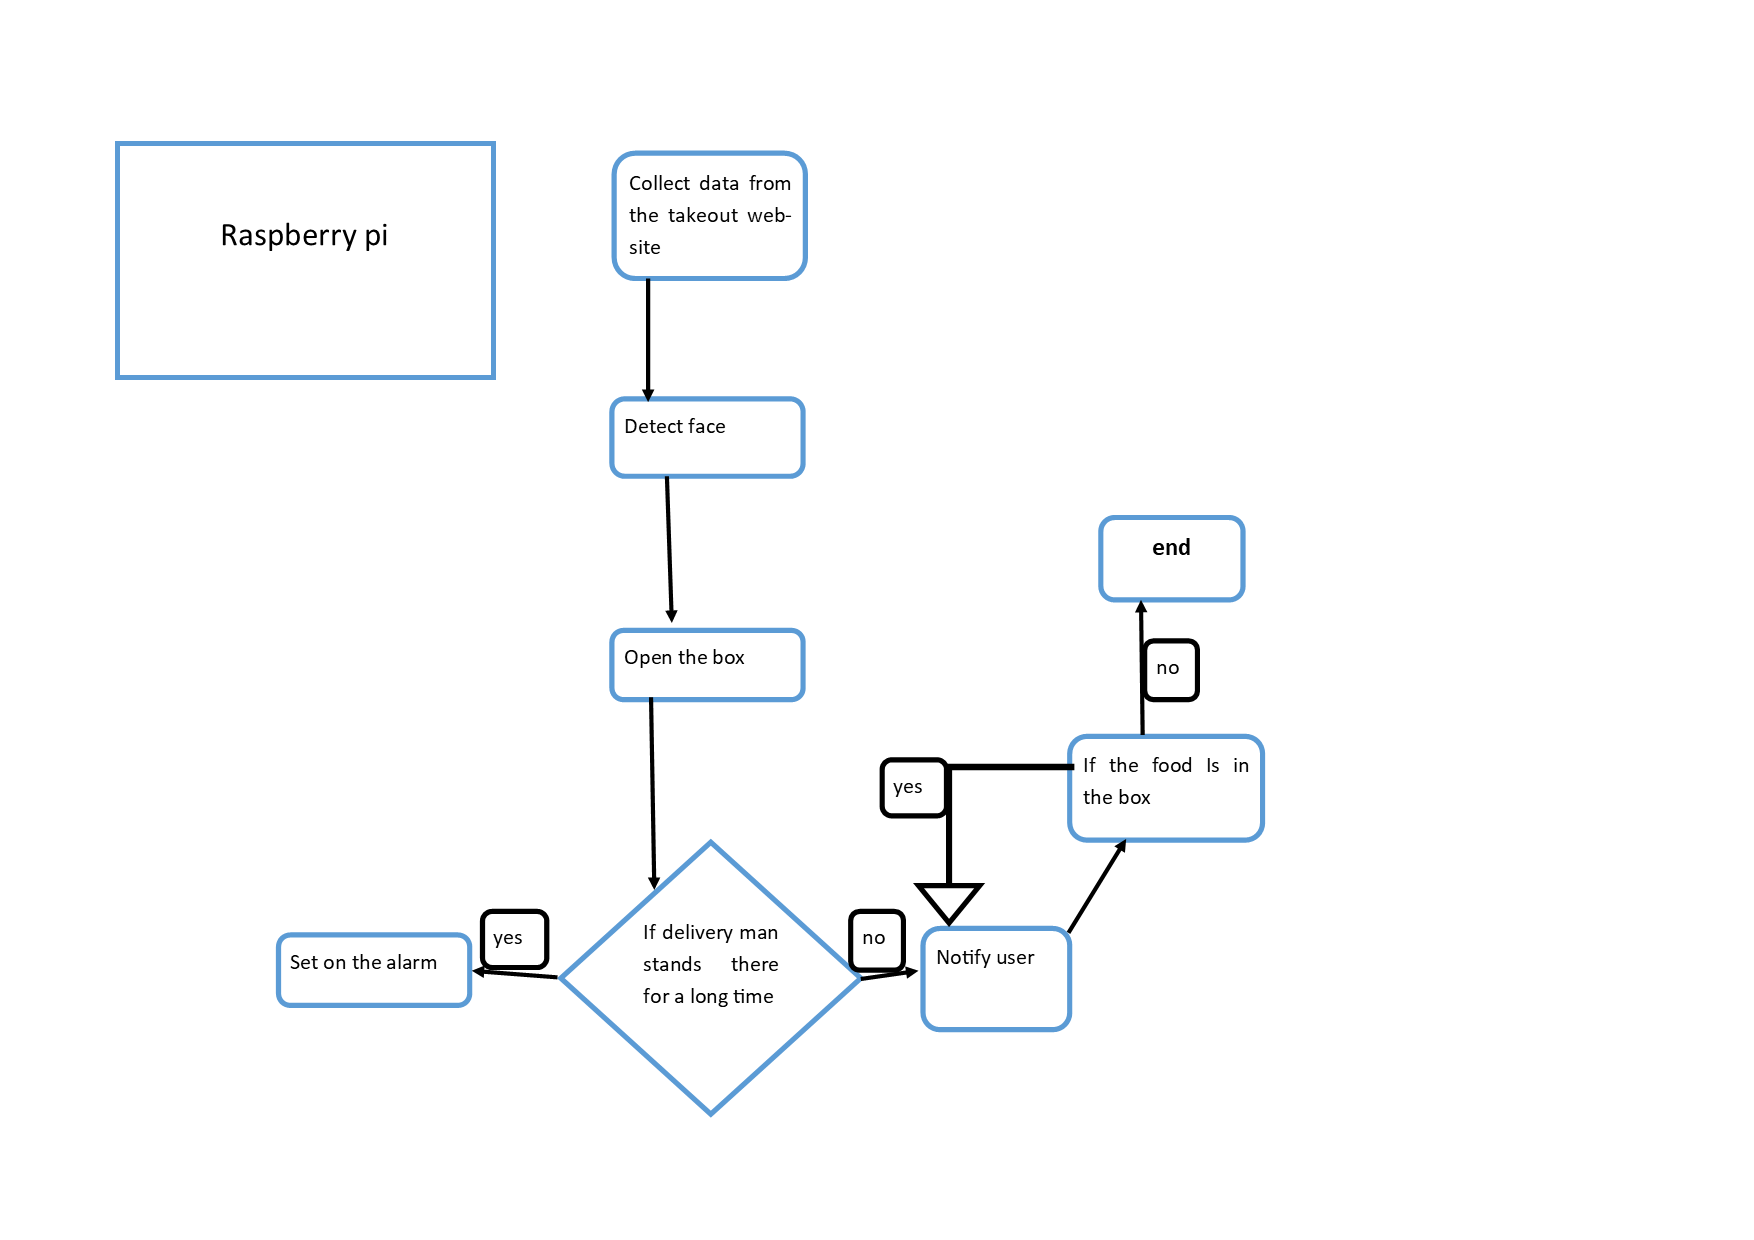 Raspberry pi
Collect data from
the takeout web-
site
Detect face
Open the box
end
no
If the food Is in
the box
yes
If delivery man
stands there
for a long time
yes
no
Set on the alarm
Notify user